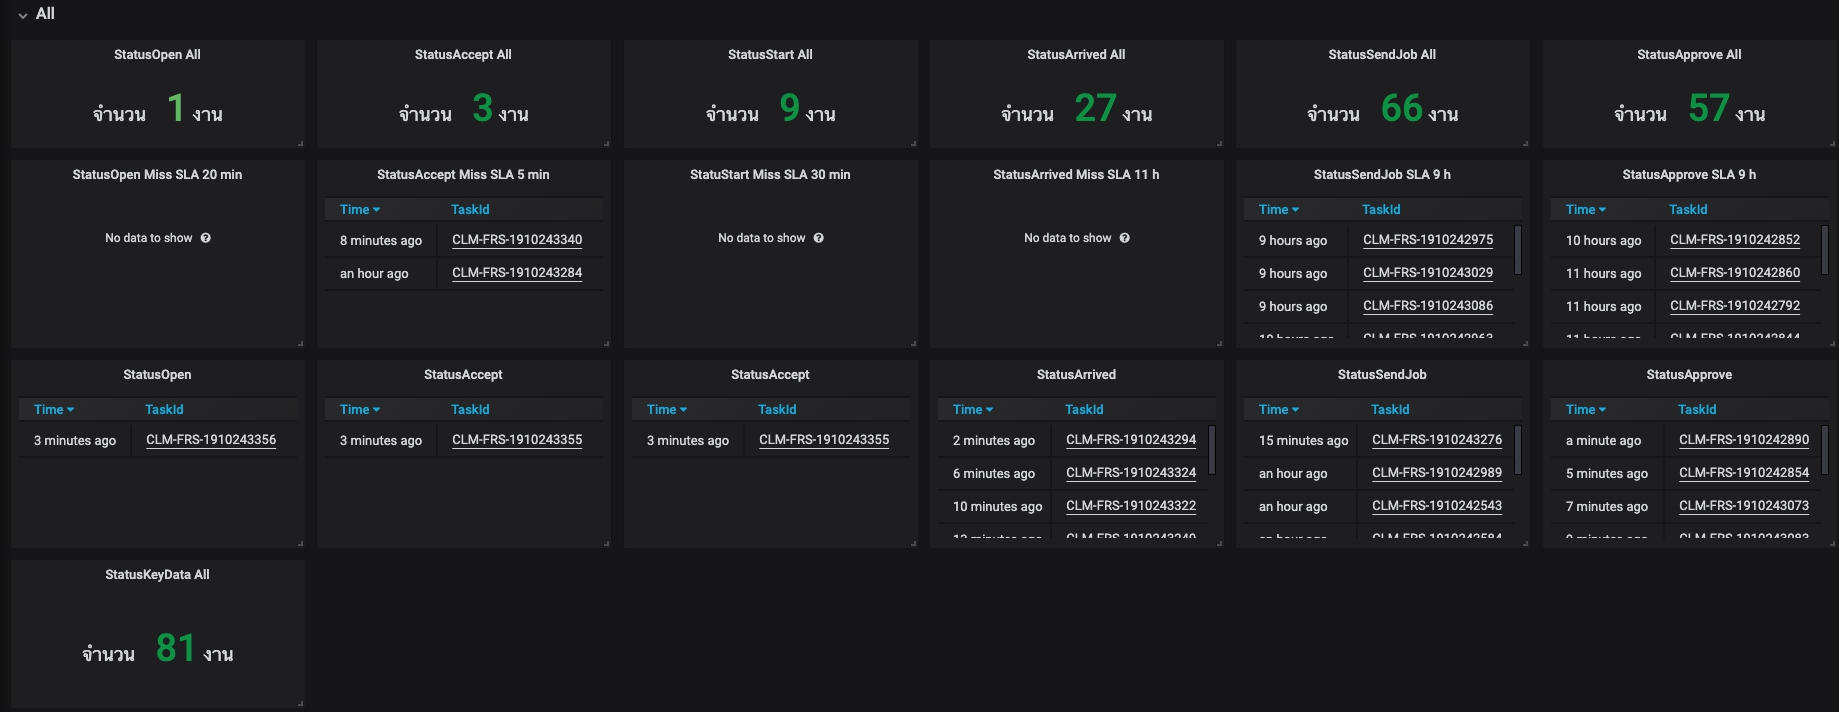 All
StatusOpen All
จำนวน 1 งาน
StatusAccept All
จำนวน 3 งาน
StatusStart All
จำนวน 9 งาน
StatusArrived All
จำนวน 27 งาน
StatusSendJob All
จำนวน 66 งาน
StatusApprove All
จำนวน 57 งาน
StatusOpen Miss SLA 20 min
No data to show
StatusAccept Miss SLA 5 min
Time TaskId
8 minutes ago CLM-FRS-1910243340
an hour ago CLM-FRS-1910243284
StatuStart Miss SLA 30 min
No data to show
StatusArrived Miss SLA 11 h
No data to show
StatusSendJob SLA 9 h
Time TaskId
9 hours ago CLM-FRS-1910242975
9 hours ago CLM-FRS-1910243029
9 hours ago CLM-FRS-1910243086
StatusApprove SLA 9 h
Time TaskId
10 hours ago CLM-FRS-1910242852
11 hours ago CLM-FRS-1910242860
11 hours ago CLM-FRS-1910242792
StatusOpen
Time TaskId
3 minutes ago CLM-FRS-1910243356
StatusAccept
Time TaskId
3 minutes ago CLM-FRS-1910243355
StatusAccept
Time TaskId
3 minutes ago CLM-FRS-1910243355
StatusArrived
Time TaskId
2 minutes ago CLM-FRS-1910243294
6 minutes ago CLM-FRS-1910243324
10 minutes ago CLM-FRS-1910243322
StatusSendJob
Time TaskId
15 minutes ago CLM-FRS-1910243276
an hour ago CLM-FRS-1910242989
an hour ago CLM-FRS-1910242543
StatusApprove
Time TaskId
a minute ago CLM-FRS-1910242890
5 minutes ago CLM-FRS-1910242854
7 minutes ago CLM-FRS-1910243073
StatusKeyData All
จำนวน 81 งาน